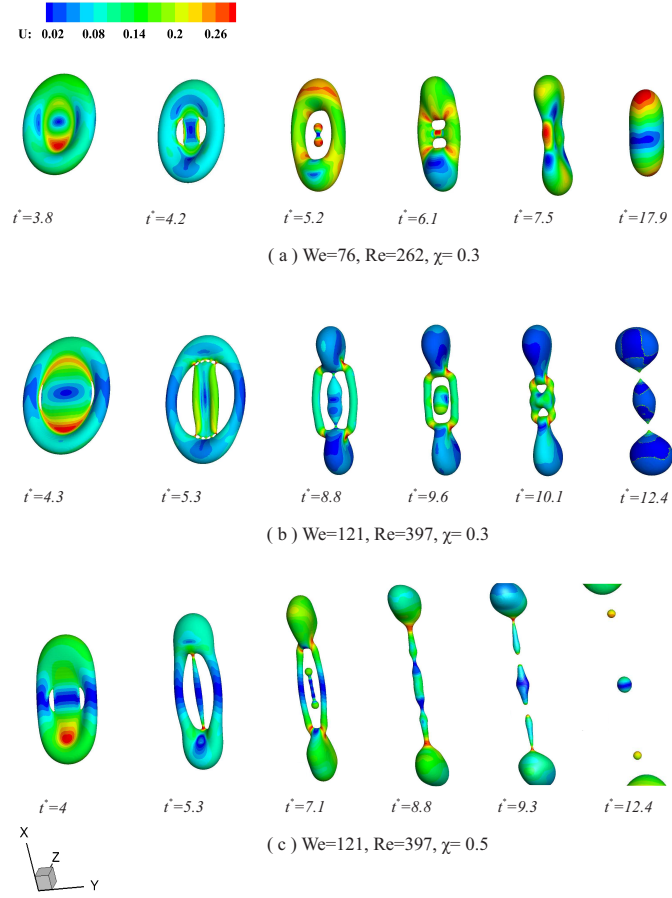 U: 0.02 0.08 0.14 0.2 0.26
t*=3.8 t*=4.2 t*=5.2 t*=6.1 t*=7.5 t*=17.9
( a ) We=76, Re=262, χ= 0.3
t*=4.3 t*=5.3 t*=8.8 t*=9.6 t*=10.1 t*=12.4
( b ) We=121, Re=397, χ= 0.3
t*=4 t*=5.3 t*=7.1 t*=8.8 t*=9.3 t*=12.4
( c ) We=121, Re=397, χ= 0.5
X
Z
Y